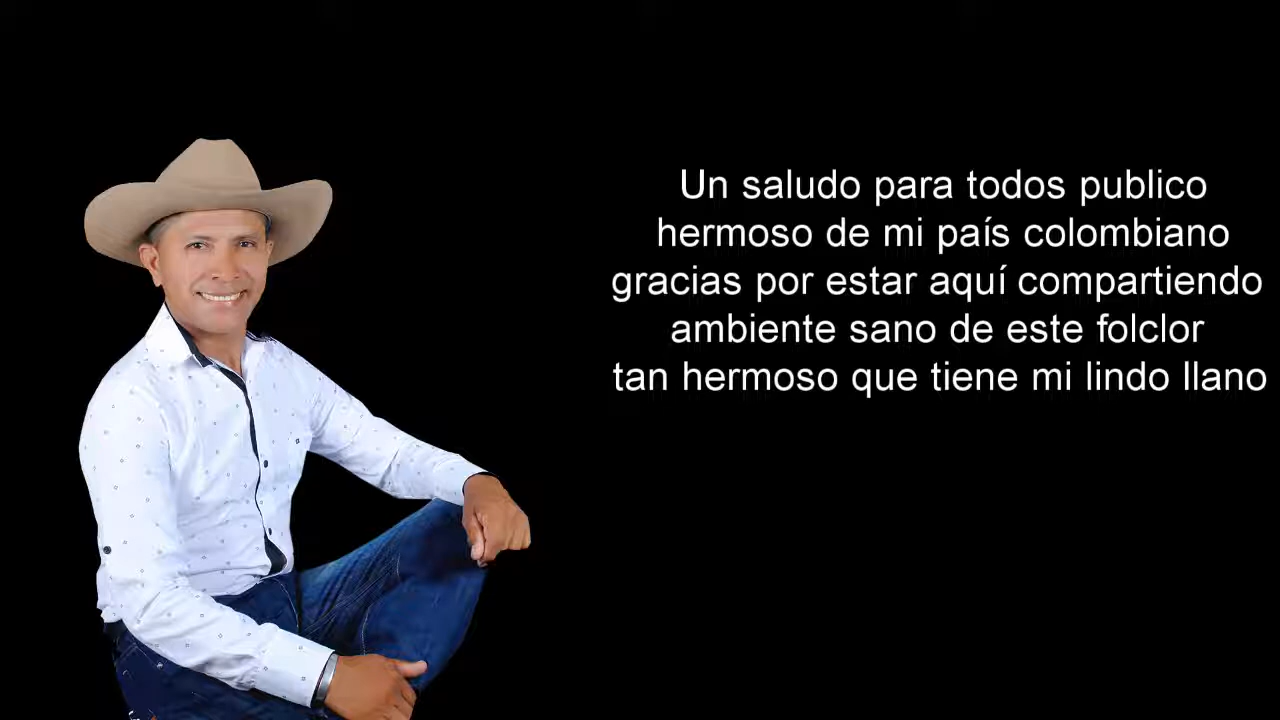 Un saludo para todos publico
hermoso de mi país colombiano
gracias por estar aquí compartiendo
ambiente sano de este folclor
tan hermoso que tiene mi lindo llano